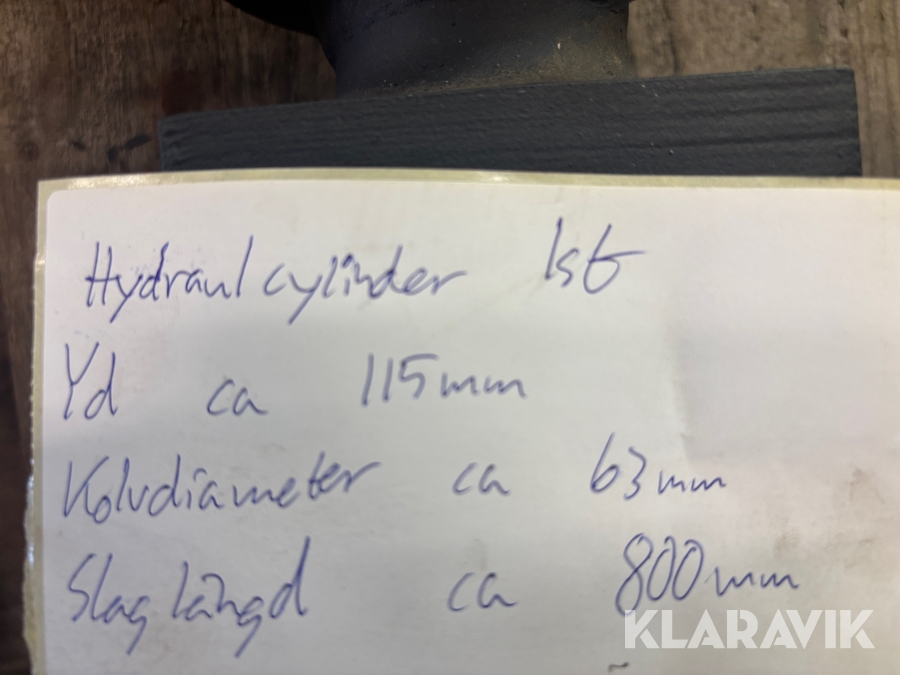 Hydraulcylinder 1st
Yd ca 115mm
Kolvdiameter ca 63mm
Slaglängd ca 800mm
KLARAVIK